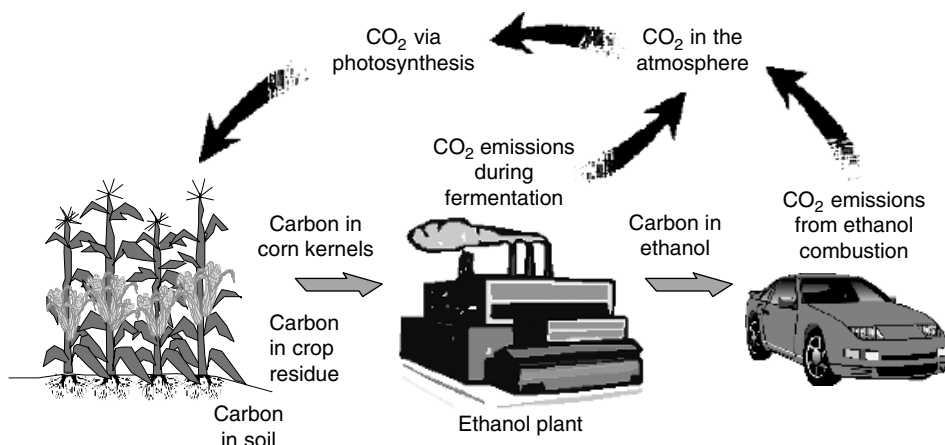 CO₂ via
photosynthesis
CO₂ in the
atmosphere
CO₂ emissions
during
fermentation
CO₂ emissions
from ethanol
combustion
Carbon in
corn kernels
Carbon in
ethanol
Carbon
in crop
residue
Carbon
in soil
Ethanol plant